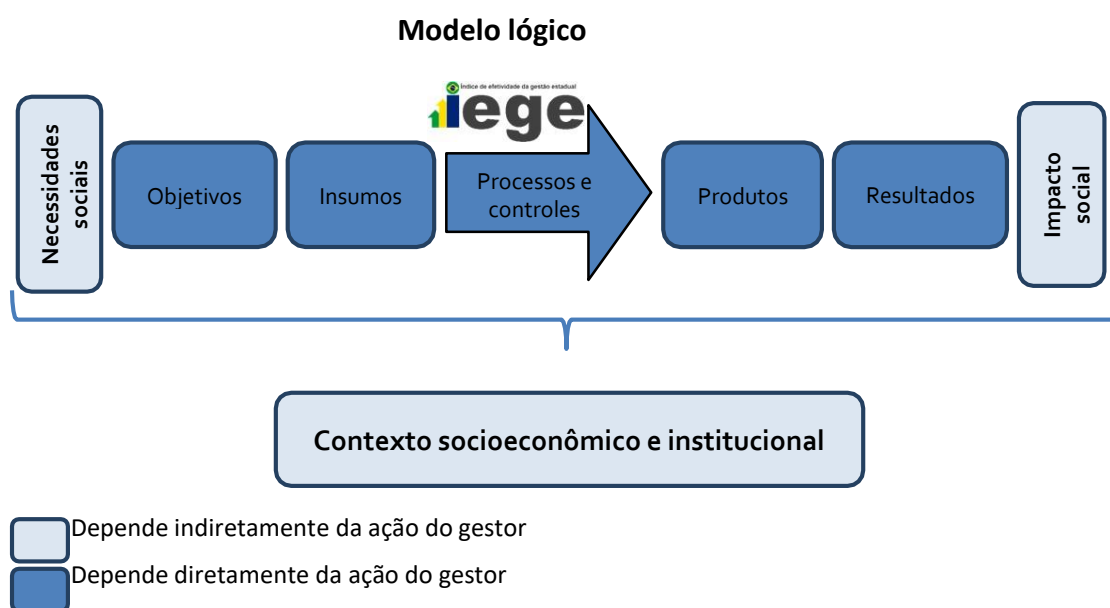 Modelo lógico
Índice de efetividade da gestão estadual
iege
Necessidades
sociais
Objetivos
Insumos
Processos e
controles
Produtos
Resultados
Impacto
social
Contexto socioeconômico e institucional
Depende indiretamente da ação do gestor
Depende diretamente da ação do gestor